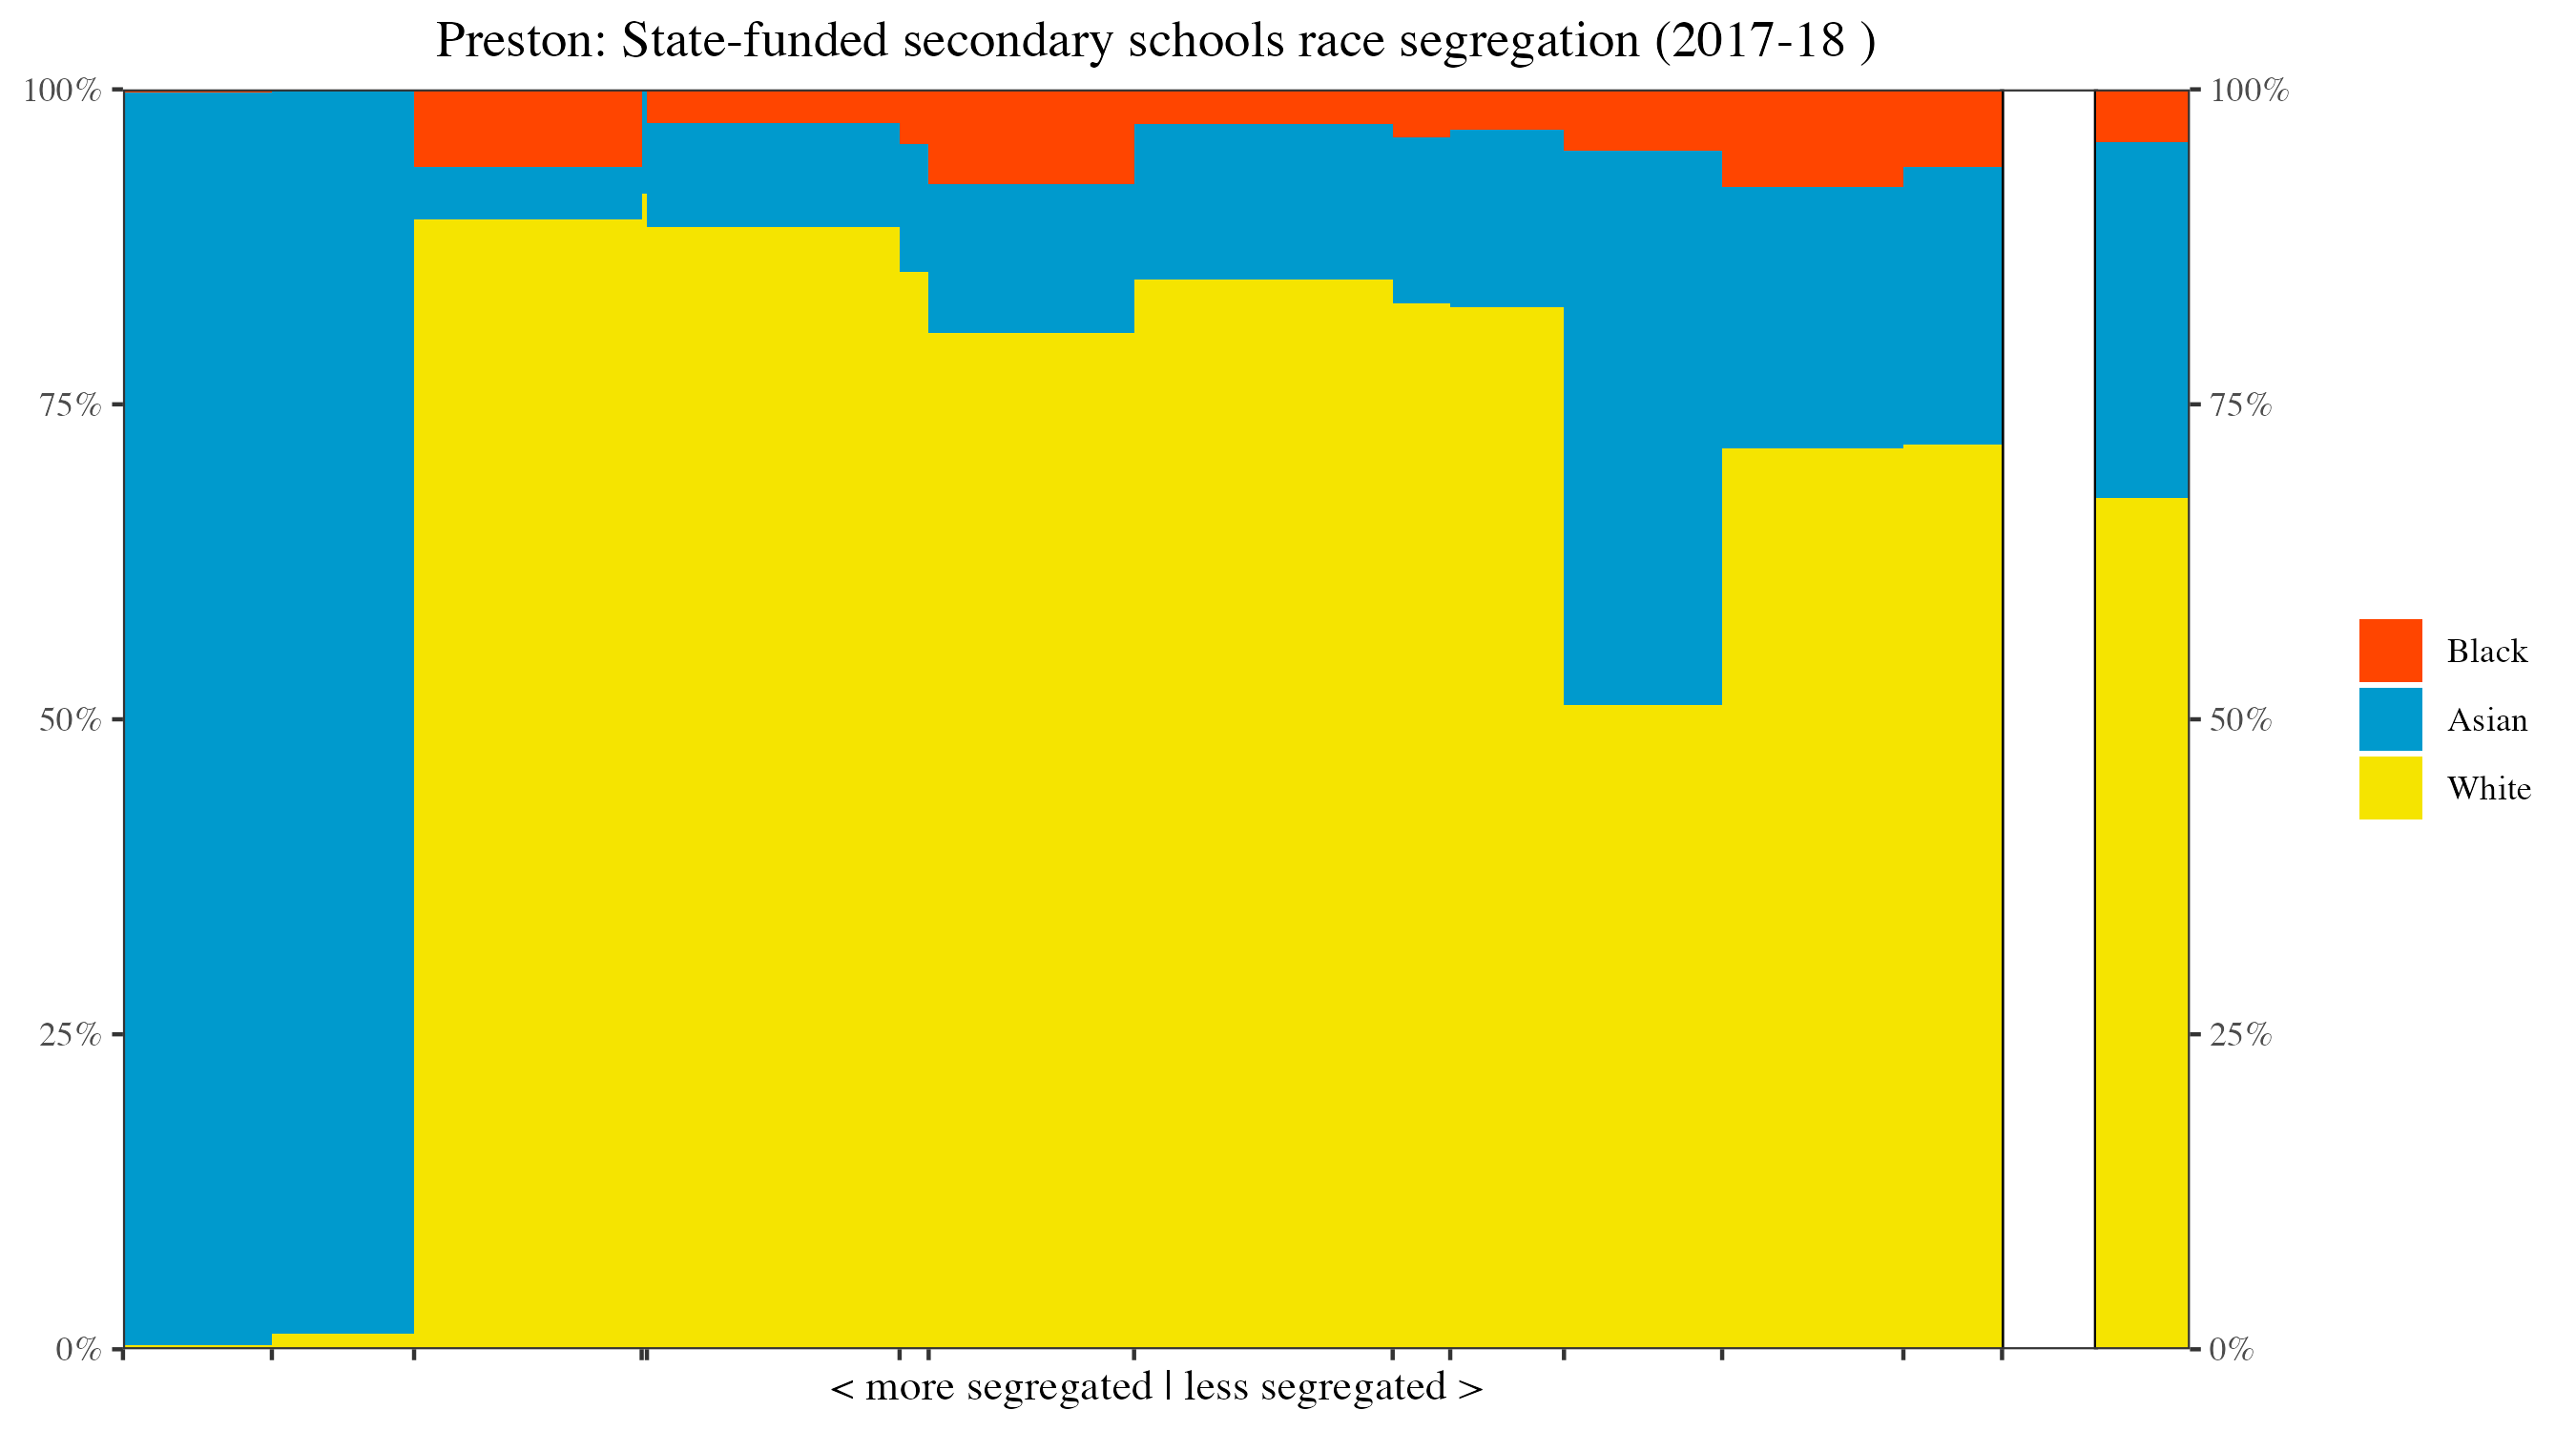 Preston: State-funded secondary schools race segregation (2017-18 )
100%
75%
50%
25%
0%
100%
75%
50%
25%
0%
< more segregated | less segregated >
Black
Asian
White